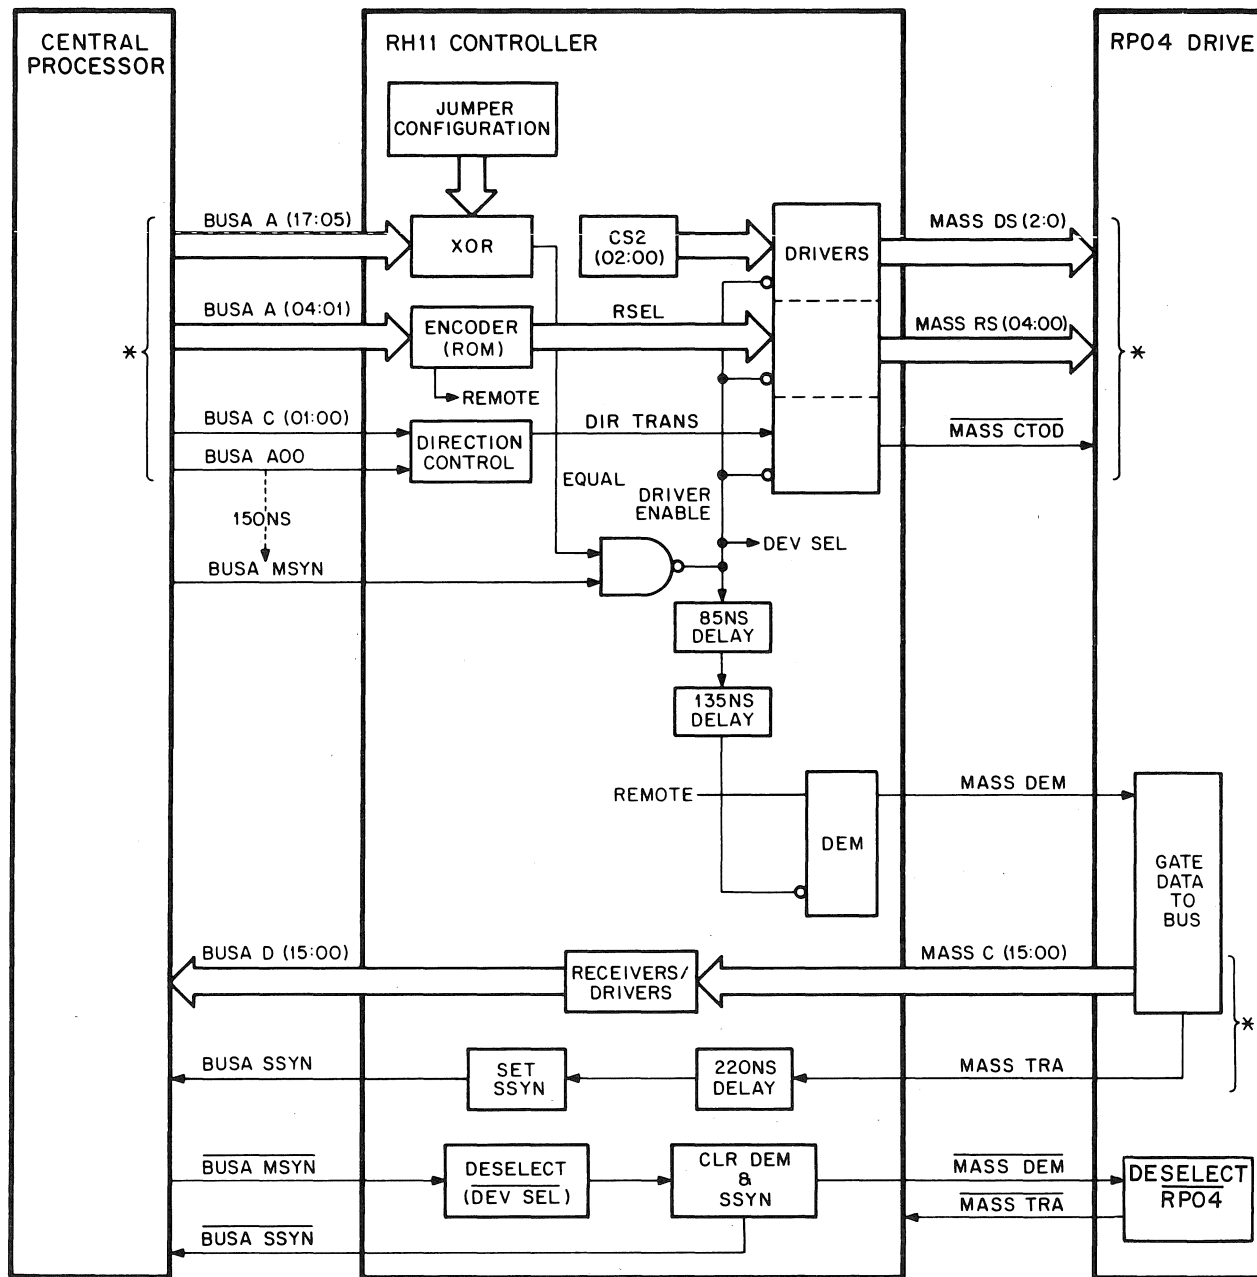 CENTRAL
PROCESSOR
RH11 CONTROLLER
RP04 DRIVE
JUMPER
CONFIGURATION
BUSA A (17:05)
XOR
CS2
(02:00)
DRIVERS
MASS DS (2:0)
BUSA A (04:01)
ENCODER
(ROM)
RSEL
MASS RS (04:00)
*
*
REMOTE
BUSA C (01:00)
DIRECTION
CONTROL
DIR TRANS
MASS CTOD
BUSA A00
EQUAL
DRIVER
ENABLE
150NS
DEV SEL
BUSA MSYN
85NS
DELAY
135NS
DELAY
REMOTE
DEM
MASS DEM
GATE
DATA
TO
BUS
BUSA D (15:00)
RECEIVERS/
DRIVERS
MASS C (15:00)
*
BUSA SSYN
SET
SSYN
220NS
DELAY
MASS TRA
BUSA MSYN
DESELECT
(DEV SEL)
CLR DEM
&
SSYN
MASS DEM
MASS TRA
DESELECT
RP04
BUSA SSYN